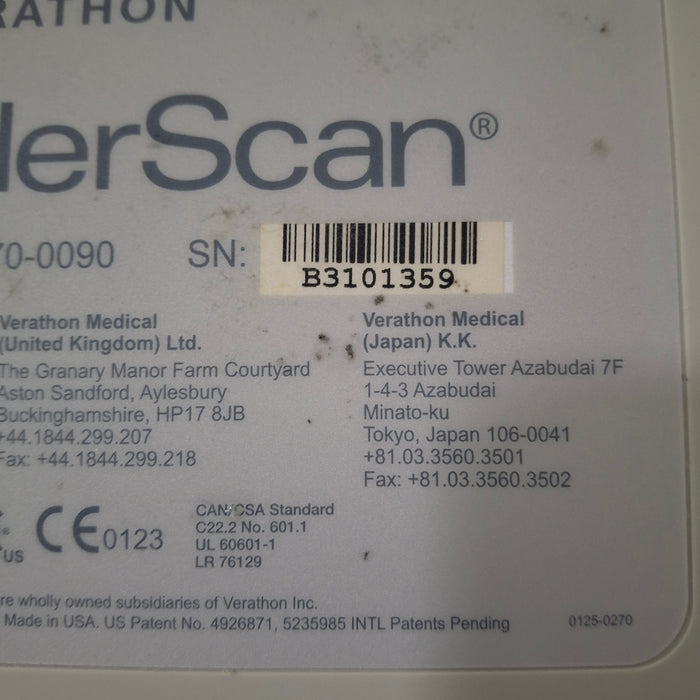 RATHON
lerScan®
70-0090 SN:
B3101359
Verathon Medical
(United Kingdom) Ltd.
The Granary Manor Farm Courtyard
Aston Sandford, Aylesbury
Buckinghamshire, HP17 8JB
+44.1844.299.207
Fax: +44.1844.299.218
Verathon Medical
(Japan) K.K.
Executive Tower Azabudai 7F
1-4-3 Azabudai
Minato-ku
Tokyo, Japan 106-0041
+81.03.3560.3501
Fax: +81.03.3560.3502
US
CE0123
CAN/CSA Standard
C22.2 No. 601.1
UL 60601-1
LR 76129
re wholly owned subsidiaries of Verathon Inc.
Made in USA. US Patent No. 4926871, 5235985 INTL Patents Pending
0125-0270